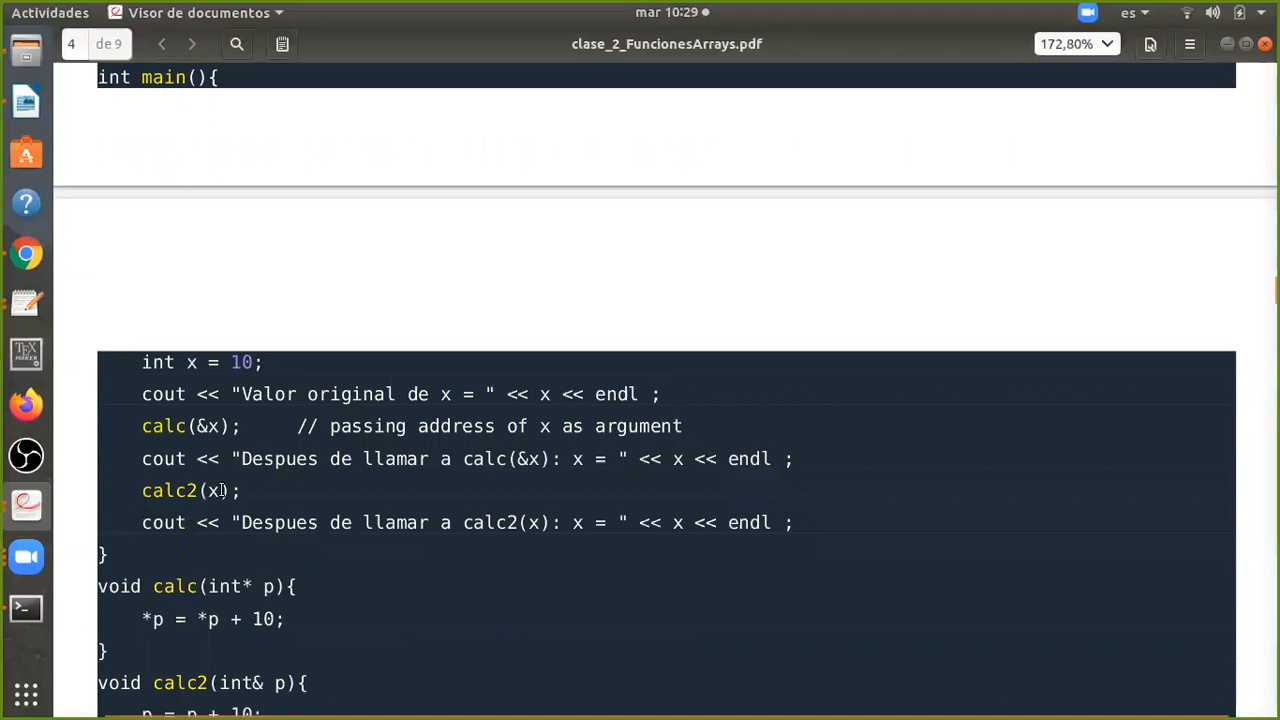 Actividades
Visor de documentos
mar 10:29
es
4
de 9
clase_2_FuncionesArrays.pdf
172,80%
int main(){
int x = 10;
cout << "Valor original de x = " << x << endl ;
calc(&x);     // passing address of x as argument
cout << "Despues de llamar a calc(&x): x = " << x << endl ;
calc2(x);
cout << "Despues de llamar a calc2(x): x = " << x << endl ;
}
void calc(int* p){
*p = *p + 10;
}
void calc2(int& p){
p = p + 10;